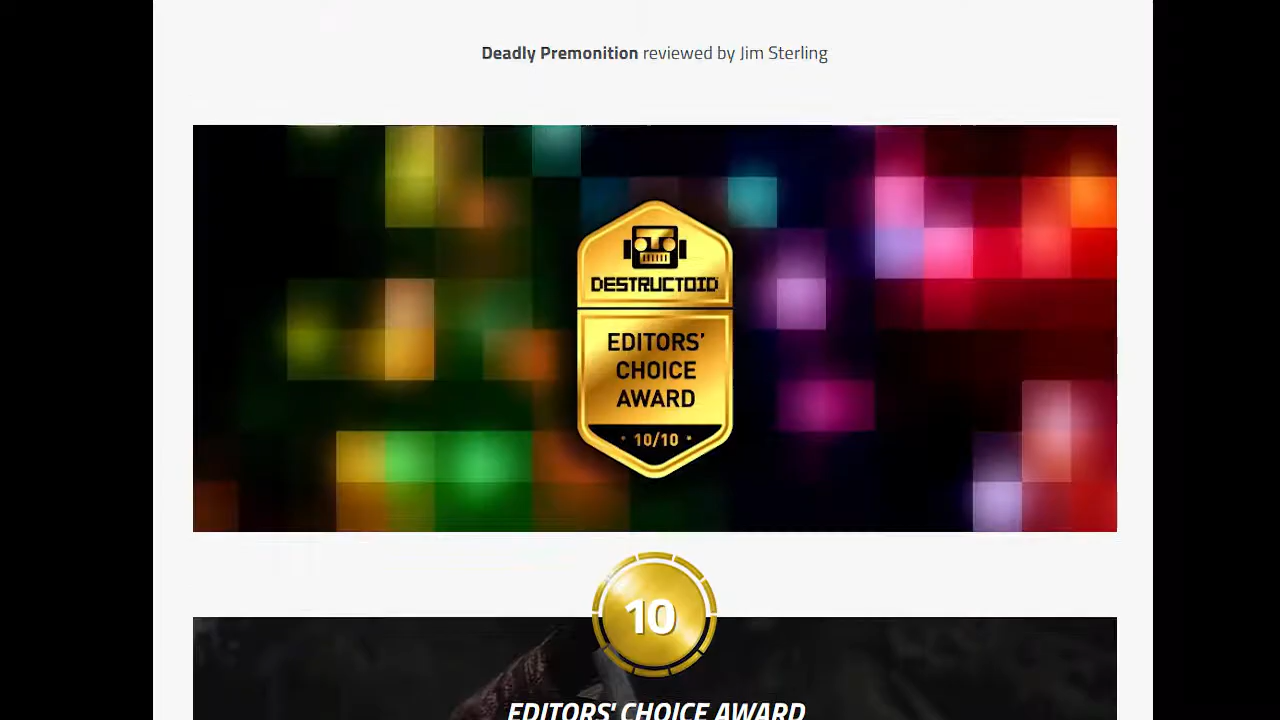 Deadly Premonition reviewed by Jim Sterling
DESTRUCTOID
EDITORS'
CHOICE
AWARD
· 10/10 ·
10
EDITORS' CHOICE AWARD